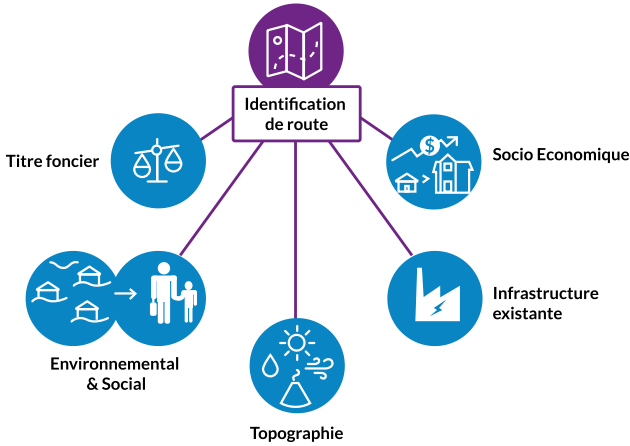 Identification
de route
Titre foncier
Socio Economique
$
Environnemental
& Social
Infrastructure
existante
Topographie